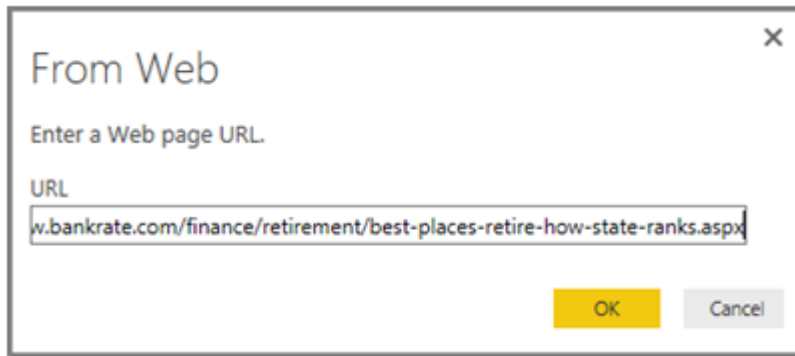 From Web
Enter a Web page URL.
URL
w.bankrate.com/finance/retirement/best-places-retire-how-state-ranks.aspx
OK Cancel